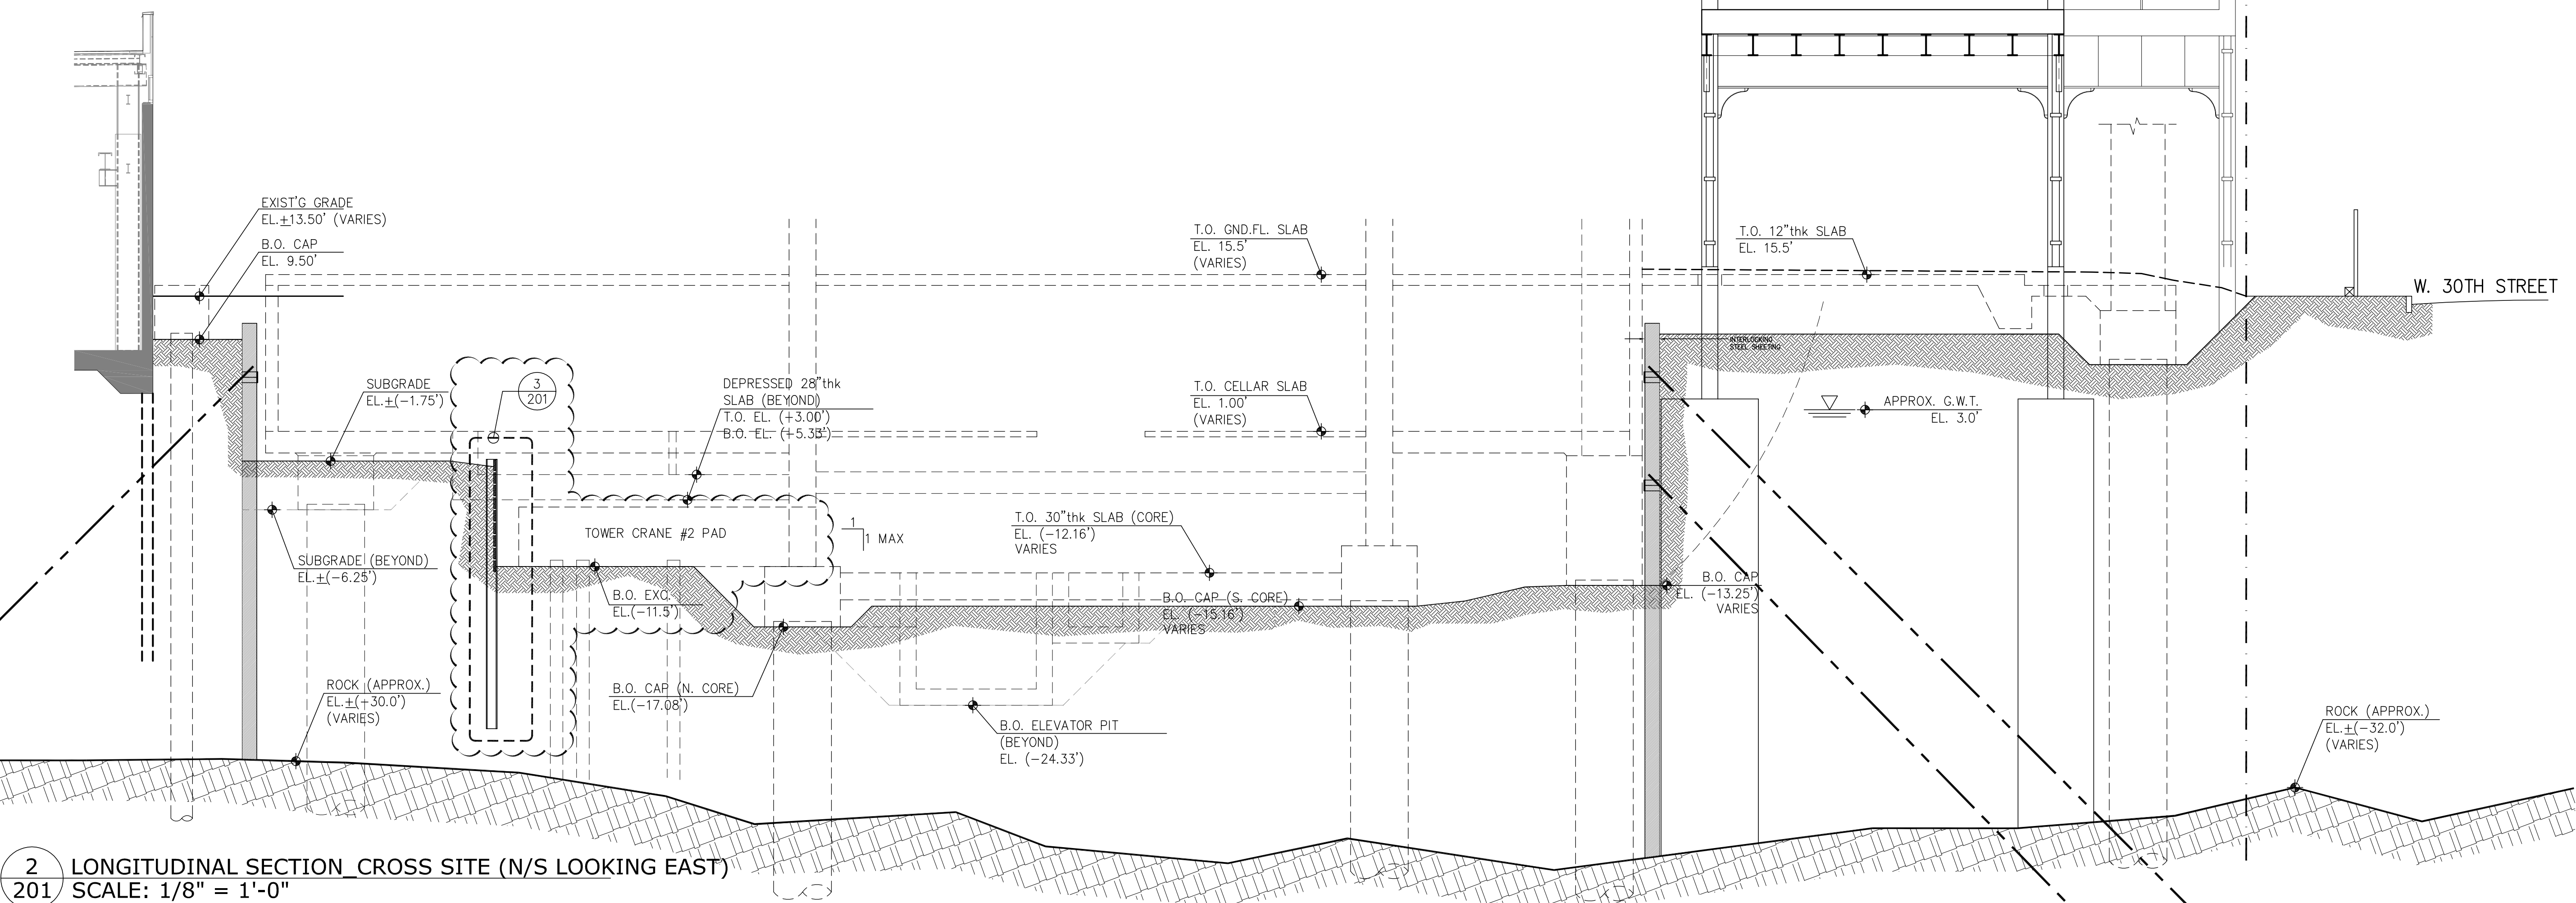 EXIST'G GRADE
EL.±13.50' (VARIES)
B.O. CAP
EL. 9.50'
T.O. GND.FL. SLAB
EL. 15.5'
(VARIES)
T.O. 12"thk SLAB
EL. 15.5'
W. 30TH STREET
INTERLOCKING
STEEL SHEETING
SUBGRADE
EL.±(-1.75')
3
201
DEPRESSED 28"thk
SLAB (BEYOND)
T.O. EL. (-3.00')
B.O. EL. (-5.33')
T.O. CELLAR SLAB
EL. 1.00'
(VARIES)
APPROX. G.W.T.
EL. 3.0'
TOWER CRANE #2 PAD
1
1 MAX
T.O. 30"thk SLAB (CORE)
EL. (-12.16')
VARIES
SUBGRADE (BEYOND)
EL.±(-6.25')
B.O. EXC.
EL.(-11.5')
B.O. CAP (S. CORE)
EL. (-15.16')
VARIES
B.O. CAP
EL. (-13.25')
VARIES
ROCK (APPROX.)
EL.±(-30.0')
(VARIES)
B.O. CAP (N. CORE)
EL.(-17.08')
B.O. ELEVATOR PIT
(BEYOND)
EL. (-24.33')
ROCK (APPROX.)
EL.±(-32.0')
(VARIES)
2
201
LONGITUDINAL SECTION_CROSS SITE (N/S LOOKING EAST)
SCALE: 1/8" = 1'-0"